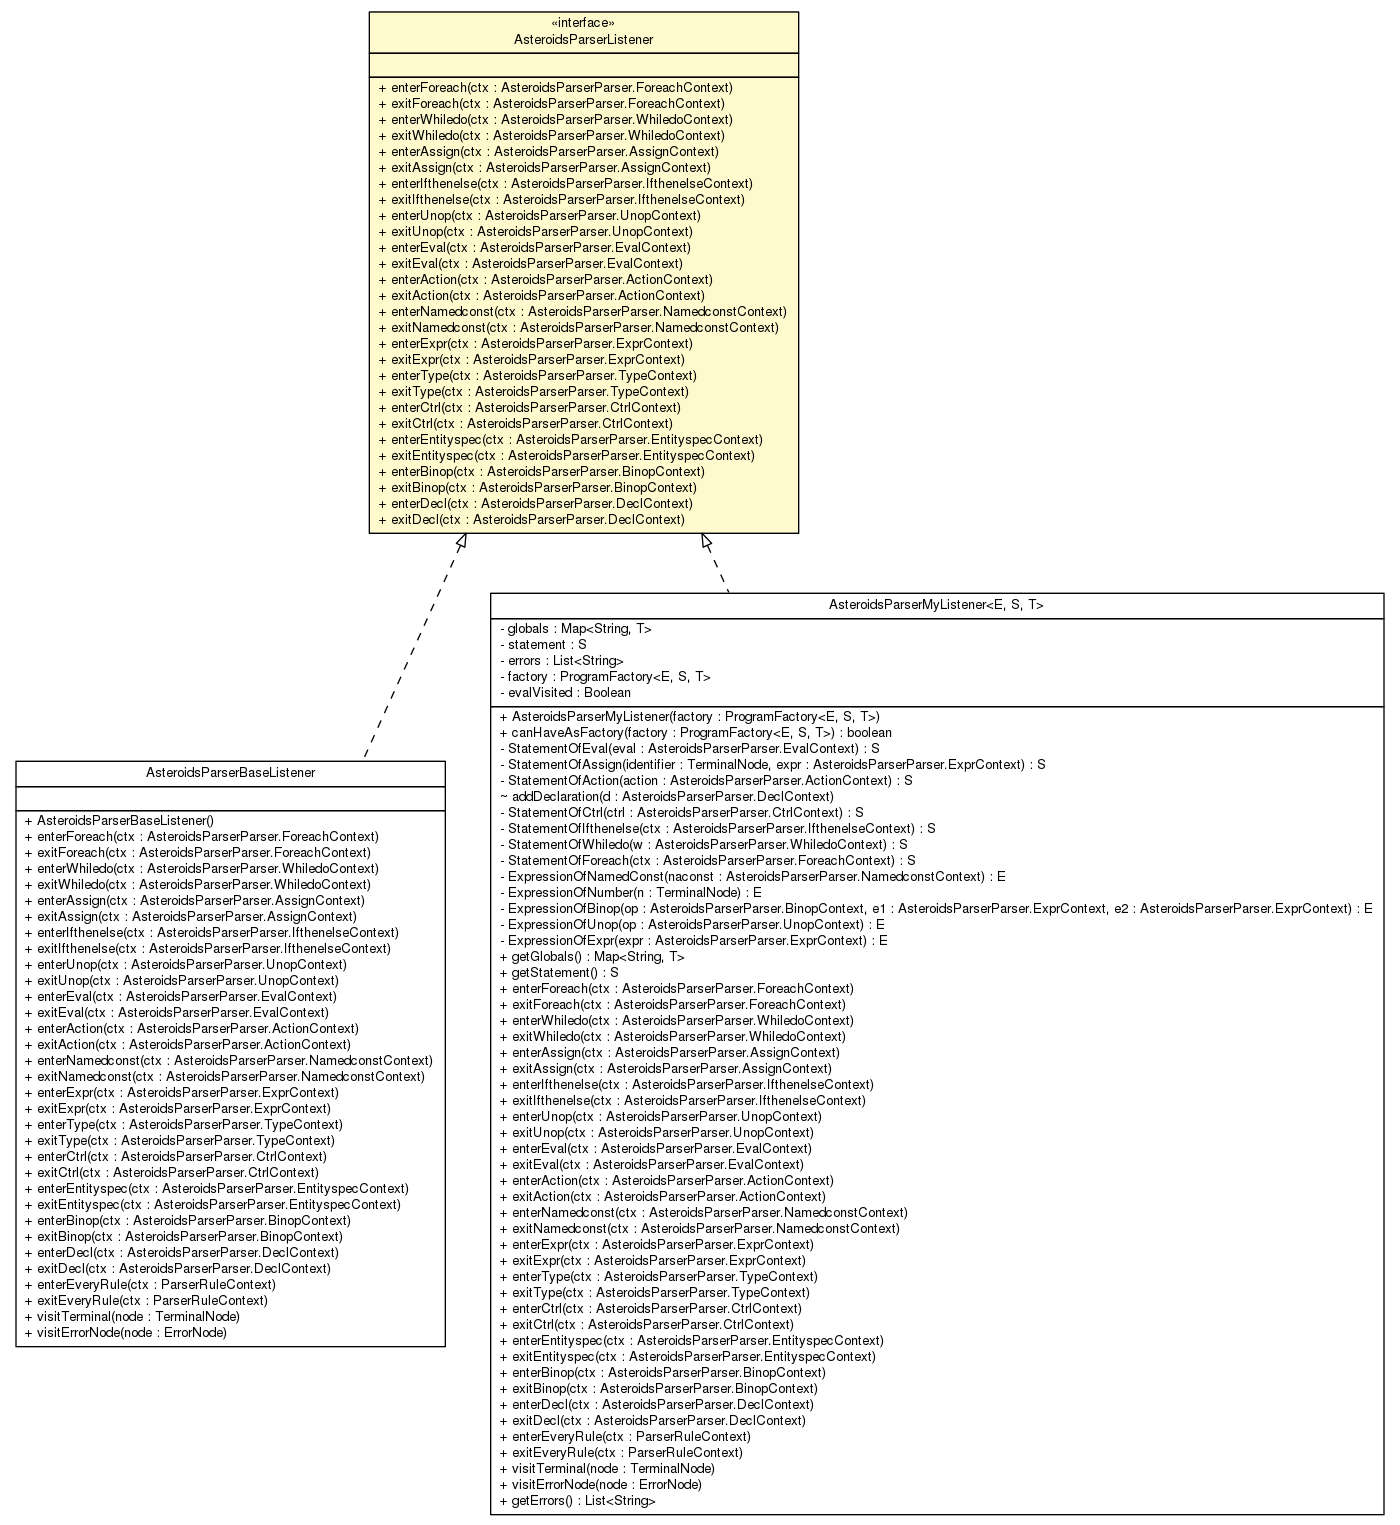 «interface»
AsteroidsParserListener
+ enterForeach(ctx : AsteroidsParserParser.ForeachContext)
+ exitForeach(ctx : AsteroidsParserParser.ForeachContext)
+ enterWhiledo(ctx : AsteroidsParserParser.WhiledoContext)
+ exitWhiledo(ctx : AsteroidsParserParser.WhiledoContext)
+ enterAssign(ctx : AsteroidsParserParser.AssignContext)
+ exitAssign(ctx : AsteroidsParserParser.AssignContext)
+ enterIfthenelse(ctx : AsteroidsParserParser.IfthenelseContext)
+ exitIfthenelse(ctx : AsteroidsParserParser.IfthenelseContext)
+ enterUnop(ctx : AsteroidsParserParser.UnopContext)
+ exitUnop(ctx : AsteroidsParserParser.UnopContext)
+ enterEval(ctx : AsteroidsParserParser.EvalContext)
+ exitEval(ctx : AsteroidsParserParser.EvalContext)
+ enterAction(ctx : AsteroidsParserParser.ActionContext)
+ exitAction(ctx : AsteroidsParserParser.ActionContext)
+ enterNamedconst(ctx : AsteroidsParserParser.NamedconstContext)
+ exitNamedconst(ctx : AsteroidsParserParser.NamedconstContext)
+ enterExpr(ctx : AsteroidsParserParser.ExprContext)
+ exitExpr(ctx : AsteroidsParserParser.ExprContext)
+ enterType(ctx : AsteroidsParserParser.TypeContext)
+ exitType(ctx : AsteroidsParserParser.TypeContext)
+ enterCtrl(ctx : AsteroidsParserParser.CtrlContext)
+ exitCtrl(ctx : AsteroidsParserParser.CtrlContext)
+ enterEntityspec(ctx : AsteroidsParserParser.EntityspecContext)
+ exitEntityspec(ctx : AsteroidsParserParser.EntityspecContext)
+ enterBinop(ctx : AsteroidsParserParser.BinopContext)
+ exitBinop(ctx : AsteroidsParserParser.BinopContext)
+ enterDecl(ctx : AsteroidsParserParser.DeclContext)
+ exitDecl(ctx : AsteroidsParserParser.DeclContext)
AsteroidsParserBaseListener
+ AsteroidsParserBaseListener()
+ enterForeach(ctx : AsteroidsParserParser.ForeachContext)
+ exitForeach(ctx : AsteroidsParserParser.ForeachContext)
+ enterWhiledo(ctx : AsteroidsParserParser.WhiledoContext)
+ exitWhiledo(ctx : AsteroidsParserParser.WhiledoContext)
+ enterAssign(ctx : AsteroidsParserParser.AssignContext)
+ exitAssign(ctx : AsteroidsParserParser.AssignContext)
+ enterIfthenelse(ctx : AsteroidsParserParser.IfthenelseContext)
+ exitIfthenelse(ctx : AsteroidsParserParser.IfthenelseContext)
+ enterUnop(ctx : AsteroidsParserParser.UnopContext)
+ exitUnop(ctx : AsteroidsParserParser.UnopContext)
+ enterEval(ctx : AsteroidsParserParser.EvalContext)
+ exitEval(ctx : AsteroidsParserParser.EvalContext)
+ enterAction(ctx : AsteroidsParserParser.ActionContext)
+ exitAction(ctx : AsteroidsParserParser.ActionContext)
+ enterNamedconst(ctx : AsteroidsParserParser.NamedconstContext)
+ exitNamedconst(ctx : AsteroidsParserParser.NamedconstContext)
+ enterExpr(ctx : AsteroidsParserParser.ExprContext)
+ exitExpr(ctx : AsteroidsParserParser.ExprContext)
+ enterType(ctx : AsteroidsParserParser.TypeContext)
+ exitType(ctx : AsteroidsParserParser.TypeContext)
+ enterCtrl(ctx : AsteroidsParserParser.CtrlContext)
+ exitCtrl(ctx : AsteroidsParserParser.CtrlContext)
+ enterEntityspec(ctx : AsteroidsParserParser.EntityspecContext)
+ exitEntityspec(ctx : AsteroidsParserParser.EntityspecContext)
+ enterBinop(ctx : AsteroidsParserParser.BinopContext)
+ exitBinop(ctx : AsteroidsParserParser.BinopContext)
+ enterDecl(ctx : AsteroidsParserParser.DeclContext)
+ exitDecl(ctx : AsteroidsParserParser.DeclContext)
+ enterEveryRule(ctx : ParserRuleContext)
+ exitEveryRule(ctx : ParserRuleContext)
+ visitTerminal(node : TerminalNode)
+ visitErrorNode(node : ErrorNode)
AsteroidsParserMyListener<E, S, T>
- globals : Map<String, T>
- statement : S
- errors : List<String>
- factory : ProgramFactory<E, S, T>
- evalVisited : Boolean
+ AsteroidsParserMyListener(factory : ProgramFactory<E, S, T>)
+ canHaveAsFactory(factory : ProgramFactory<E, S, T>) : boolean
- StatementOfEval(eval : AsteroidsParserParser.EvalContext) : S
- StatementOfAssign(identifier : TerminalNode, expr : AsteroidsParserParser.ExprContext) : S
- StatementOfAction(action : AsteroidsParserParser.ActionContext) : S
~ addDeclaration(d : AsteroidsParserParser.DeclContext)
- StatementOfCtrl(ctrl : AsteroidsParserParser.CtrlContext) : S
- StatementOfIfthenelse(ctx : AsteroidsParserParser.IfthenelseContext) : S
- StatementOfWhiledo(w : AsteroidsParserParser.WhiledoContext) : S
- StatementOfForeach(ctx : AsteroidsParserParser.ForeachContext) : S
- ExpressionOfNamedConst(naconst : AsteroidsParserParser.NamedconstContext) : E
- ExpressionOfNumber(n : TerminalNode) : E
- ExpressionOfBinop(op : AsteroidsParserParser.BinopContext, e1 : AsteroidsParserParser.ExprContext, e2 : AsteroidsParserParser.ExprContext) : E
- ExpressionOfUnop(op : AsteroidsParserParser.UnopContext) : E
- ExpressionOfExpr(expr : AsteroidsParserParser.ExprContext) : E
+ getGlobals() : Map<String, T>
+ getStatement() : S
+ enterForeach(ctx : AsteroidsParserParser.ForeachContext)
+ exitForeach(ctx : AsteroidsParserParser.ForeachContext)
+ enterWhiledo(ctx : AsteroidsParserParser.WhiledoContext)
+ exitWhiledo(ctx : AsteroidsParserParser.WhiledoContext)
+ enterAssign(ctx : AsteroidsParserParser.AssignContext)
+ exitAssign(ctx : AsteroidsParserParser.AssignContext)
+ enterIfthenelse(ctx : AsteroidsParserParser.IfthenelseContext)
+ exitIfthenelse(ctx : AsteroidsParserParser.IfthenelseContext)
+ enterUnop(ctx : AsteroidsParserParser.UnopContext)
+ exitUnop(ctx : AsteroidsParserParser.UnopContext)
+ enterEval(ctx : AsteroidsParserParser.EvalContext)
+ exitEval(ctx : AsteroidsParserParser.EvalContext)
+ enterAction(ctx : AsteroidsParserParser.ActionContext)
+ exitAction(ctx : AsteroidsParserParser.ActionContext)
+ enterNamedconst(ctx : AsteroidsParserParser.NamedconstContext)
+ exitNamedconst(ctx : AsteroidsParserParser.NamedconstContext)
+ enterExpr(ctx : AsteroidsParserParser.ExprContext)
+ exitExpr(ctx : AsteroidsParserParser.ExprContext)
+ enterType(ctx : AsteroidsParserParser.TypeContext)
+ exitType(ctx : AsteroidsParserParser.TypeContext)
+ enterCtrl(ctx : AsteroidsParserParser.CtrlContext)
+ exitCtrl(ctx : AsteroidsParserParser.CtrlContext)
+ enterEntityspec(ctx : AsteroidsParserParser.EntityspecContext)
+ exitEntityspec(ctx : AsteroidsParserParser.EntityspecContext)
+ enterBinop(ctx : AsteroidsParserParser.BinopContext)
+ exitBinop(ctx : AsteroidsParserParser.BinopContext)
+ enterDecl(ctx : AsteroidsParserParser.DeclContext)
+ exitDecl(ctx : AsteroidsParserParser.DeclContext)
+ enterEveryRule(ctx : ParserRuleContext)
+ exitEveryRule(ctx : ParserRuleContext)
+ visitTerminal(node : TerminalNode)
+ visitErrorNode(node : ErrorNode)
+ getErrors() : List<String>